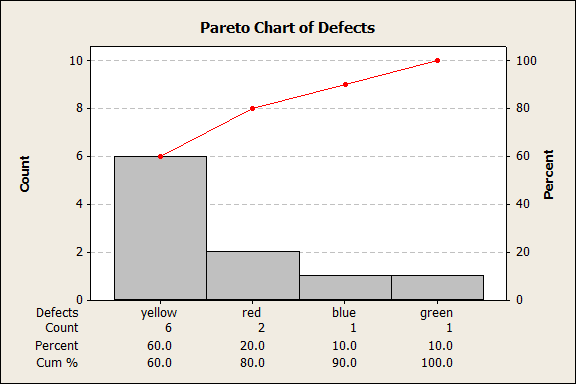 Pareto Chart of Defects
10
8
6
4
2
0
Count
100
80
60
40
20
0
Percent
Defects yellow red blue green
Count 6 2 1 1
Percent 60.0 20.0 10.0 10.0
Cum % 60.0 80.0 90.0 100.0